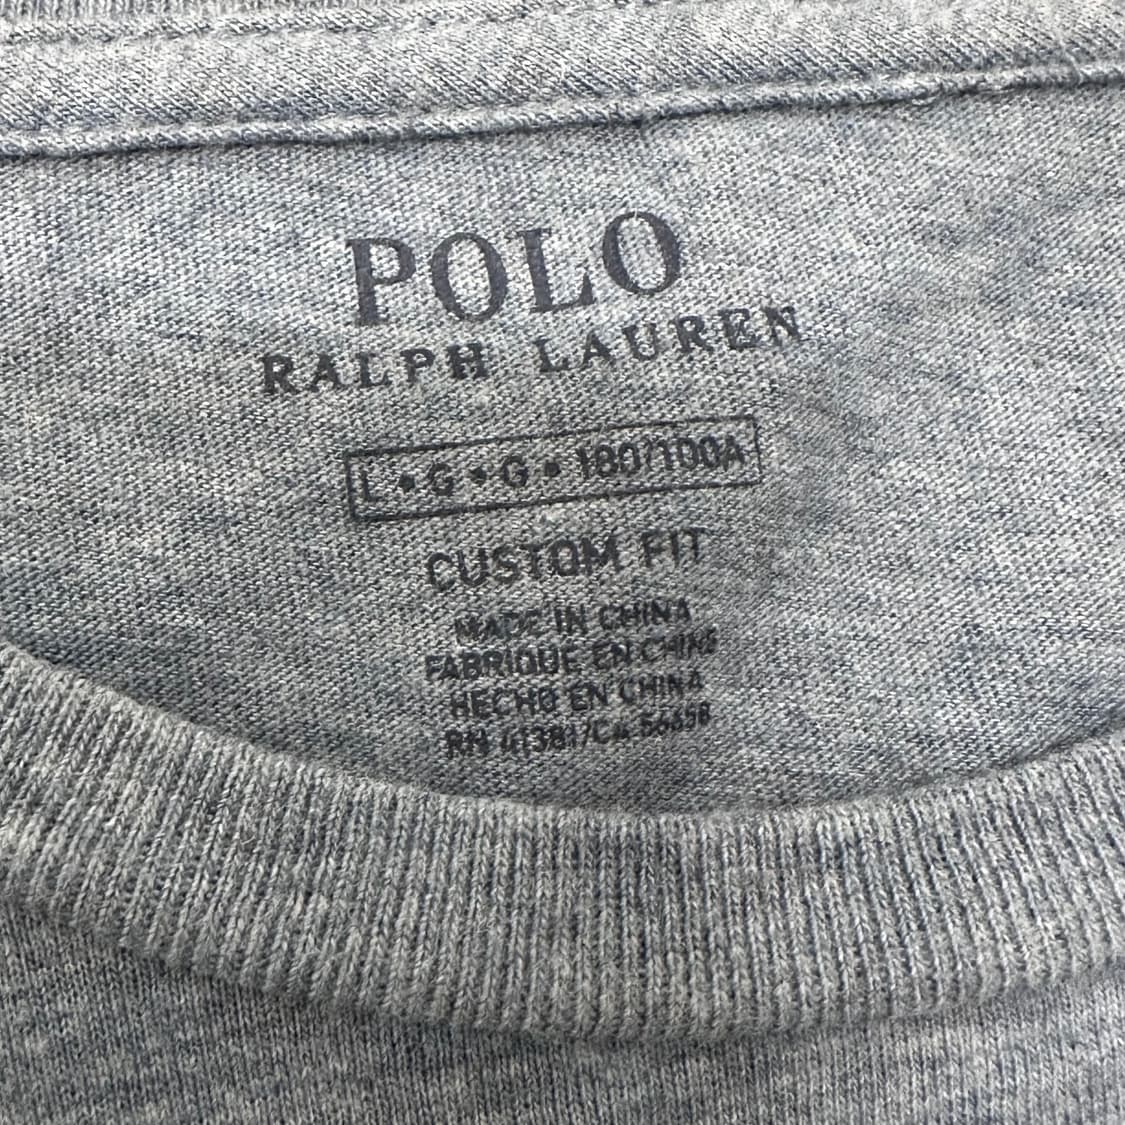 POLO
RALPH LAUREN
L • G • G • 180/100A
CUSTOM FIT
MADE IN CHINA
FABRIQUE EN CHINE
HECHO EN CHINA
RN 41381/CA 56458